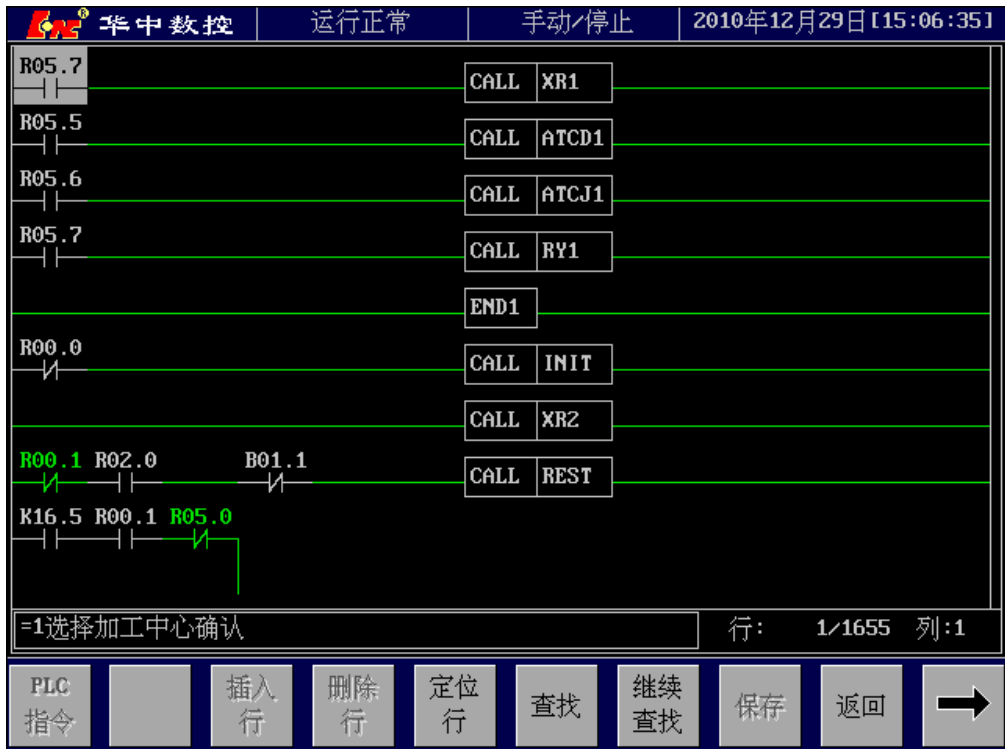 CNC® 华中数控 运行正常 手动/停止 2010年12月29日[15:06:35]
R05.7
CALL XR1
R05.5
CALL ATCD1
R05.6
CALL ATCJ1
R05.7
CALL RY1
END1
R00.0
CALL INIT
CALL XR2
R00.1 R02.0 B01.1
CALL REST
K16.5 R00.1 R05.0
=1选择加工中心确认 行: 1/1655 列:1
PLC指令 插入行 删除行 定位行 查找 继续查找 保存 返回